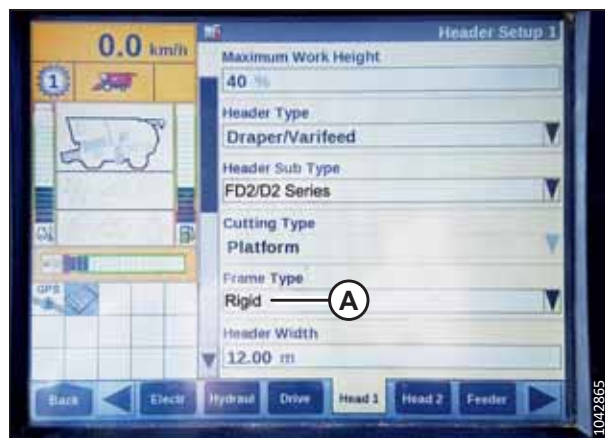 0.0 km/h
Header Setup 1
1
Maximum Work Height
40 %
Header Type
Draper/Varifeed
Header Sub Type
FD2/D2 Series
Cutting Type
Platform
Frame Type
Rigid
A
Header Width
12.00 m
GPS
Back
Electr
Hydraul
Drive
Head 1
Head 2
Feeder
1042865